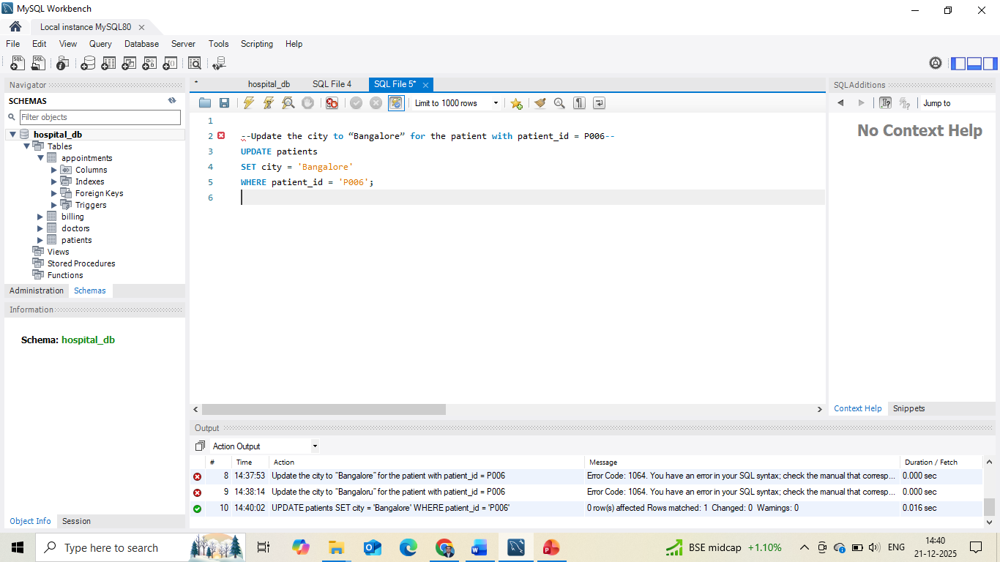 MySQL Workbench
Local instance MySQL80
File Edit View Query Database Server Tools Scripting Help
Navigator
SCHEMAS
Filter objects
hospital_db
Tables
appointments
Columns
Indexes
Foreign Keys
Triggers
billing
doctors
patients
Views
Stored Procedures
Functions
Administration Schemas
Information
Schema: hospital_db
Object Info Session
* hospital_db SQL File 4 SQL File 5*
Limit to 1000 rows
1
2 --Update the city to “Bangalore” for the patient with patient_id = P006--
3 UPDATE patients
4 SET city = 'Bangalore'
5 WHERE patient_id = 'P006';
6
SQLAdditions
Jump to
No Context Help
Context Help Snippets
Output
Action Output
# Time Action Message Duration / Fetch
8 14:37:53 Update the city to “Bangaloru” for the patient with patient_id = P006 Error Code: 1064. You have an error in your SQL syntax; check the manual that corresp... 0.000 sec
9 14:38:14 Update the city to “Bangaloru” for the patient with patient_id = P006 Error Code: 1064. You have an error in your SQL syntax; check the manual that corresp... 0.000 sec
10 14:40:02 UPDATE patients SET city = 'Bangalore' WHERE patient_id = 'P006' 0 row(s) affected Rows matched: 1 Changed: 0 Warnings: 0 0.016 sec
Type here to search
BSE midcap +1.10%
ENG
14:40
21-12-2025